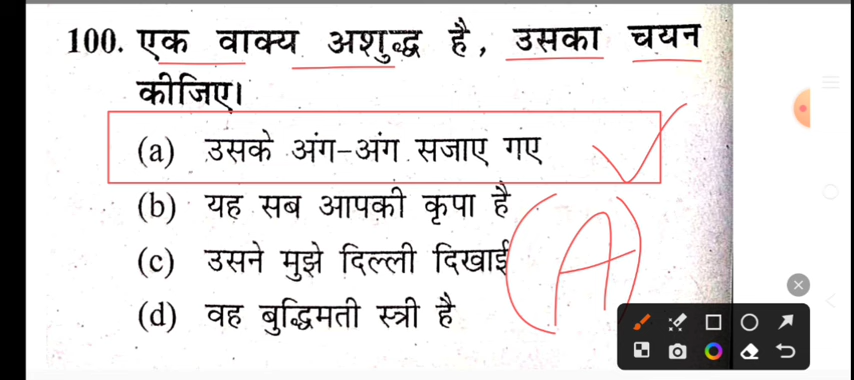 100. एक वाक्य अशुद्ध है, उसका चयन
कीजिए।
(a) उसके अंग-अंग सजाए गए
(b) यह सब आपकी कृपा है
(c) उसने मुझे दिल्ली दिखाई
(d) वह बुद्धिमती स्त्री है
(A)